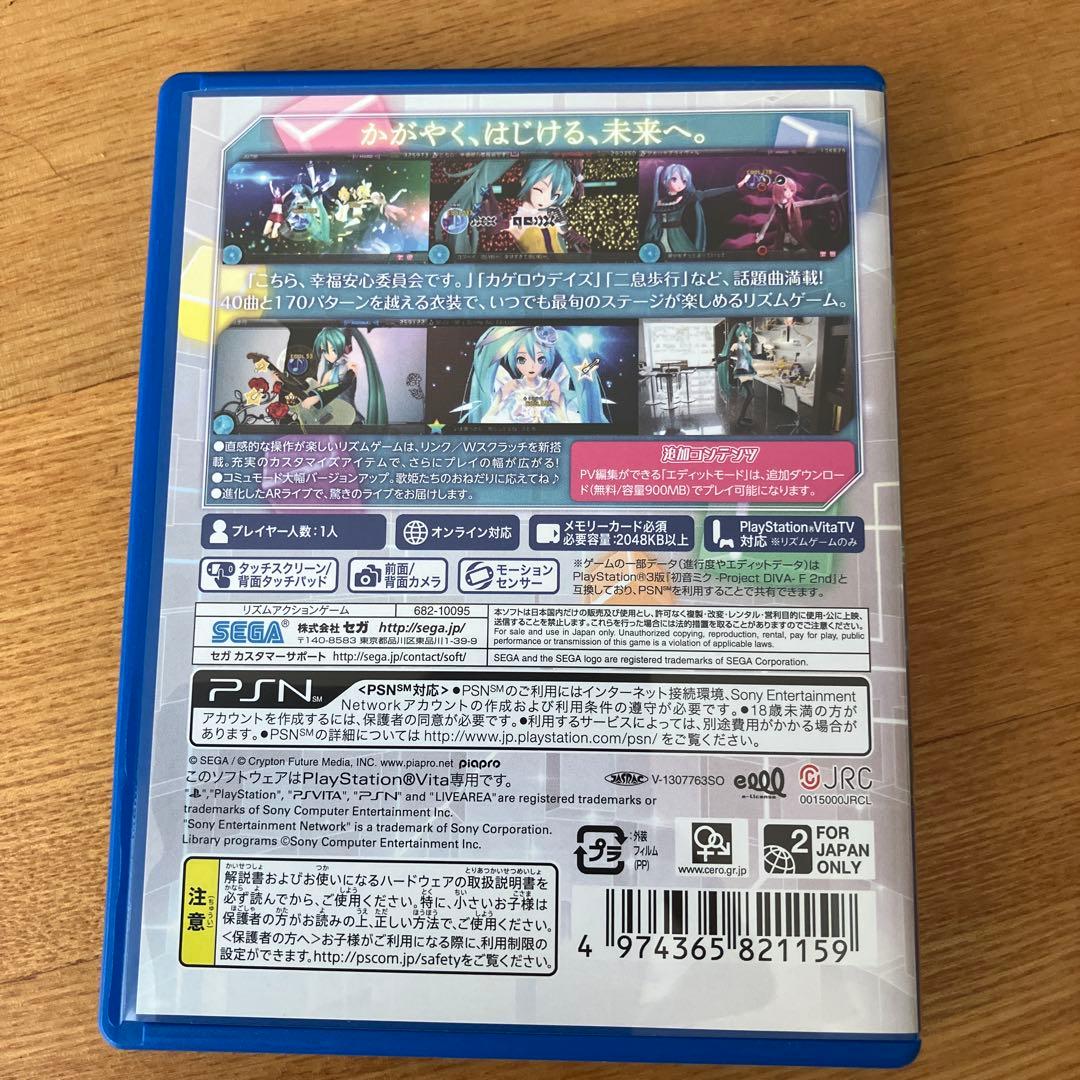 かがやく、はじける、未来へ。
「こちら、幸福安心委員会です。」「カゲロウデイズ」「二息歩行」など、話題曲満載!
40曲と170パターンを越える衣装で、いつでも最旬のステージが楽しめるリズムゲーム。
●直感的な操作が楽しいリズムゲームは、リンク/Wスクラッチを新搭
載。充実のカスタマイズアイテムで、さらにプレイの幅が広がる!
●コミュモード大幅バージョンアップ。歌姫たちのおねだりに応えてね♪
●進化したARライブで、驚きのライブをお届けします。
追加コンテンツ
PV編集ができる「エディットモード」は、追加ダウンロー
ド(無料/容量900MB)でプレイ可能になります。
プレイヤー人数:1人
オンライン対応
メモリーカード必須
必要容量:2048KB以上
PlayStation®VitaTV
対応 ※リズムゲームのみ
タッチスクリーン/
背面タッチパッド
前面/
背面カメラ
モーション
センサー
※ゲームの一部データ(進行度やエディットデータ)は
PlayStation®3版『初音ミク -Project DIVA- F 2nd』と
互換しており、PSN℠を利用することで共有できます。
リズムアクションゲーム 682-10095
SEGA® 株式会社 セガ http://sega.jp/
〒140-8583 東京都品川区東品川1-39-9
セガ カスタマーサポート http://sega.jp/contact/soft/
本ソフトは日本国内だけの販売及び使用とし、許可なく複製・改変・レンタル・営利目的に使用・公に上映、
送信することを禁止します。これらを行った場合には法的措置を取ることがありますのでご注意ください。
For sale and use in Japan only. Unauthorized copying, reproduction, rental, pay for play, public
performance or transmission of this game is a violation of applicable laws.
SEGA and the SEGA logo are registered trademarks of SEGA Corporation.
PSN℠ <PSN℠対応> ●PSN℠のご利用にはインターネット接続環境、Sony Entertainment
Networkアカウントの作成および利用条件の遵守が必要です。●18歳未満の方が
アカウントを作成するには、保護者の同意が必要です。●利用するサービスによっては、別途費用がかかる場合が
あります。●PSN℠の詳細については http://www.jp.playstation.com/psn/ をご覧ください。
© SEGA / © Crypton Future Media, INC. www.piapro.net piapro
このソフトウェアはPlayStation®Vita専用です。
"PlayStation", "PSVITA", "PSN" and "LIVEAREA" are registered trademarks or
trademarks of Sony Computer Entertainment Inc.
"Sony Entertainment Network" is a trademark of Sony Corporation.
Library programs ©Sony Computer Entertainment Inc.
JASRAC V-1307763SO
e-License
JRC
0015000JRCL
プラ
:外装
フィルム
(PP)
www.cero.gr.jp
2 FOR
JAPAN
ONLY
注意
(ちゅうい)
解説書およびお使いになるハードウェアの取扱説明書を
必ず読んでから、ご使用ください。特に、小さいお子様は
保護者の方がお読みの上、正しい方法で、ご使用ください。
<保護者の方へ>お子様がご利用になる際に、利用制限の
設定ができます。http://pscom.jp/safetyをご覧ください。
4 974365 821159